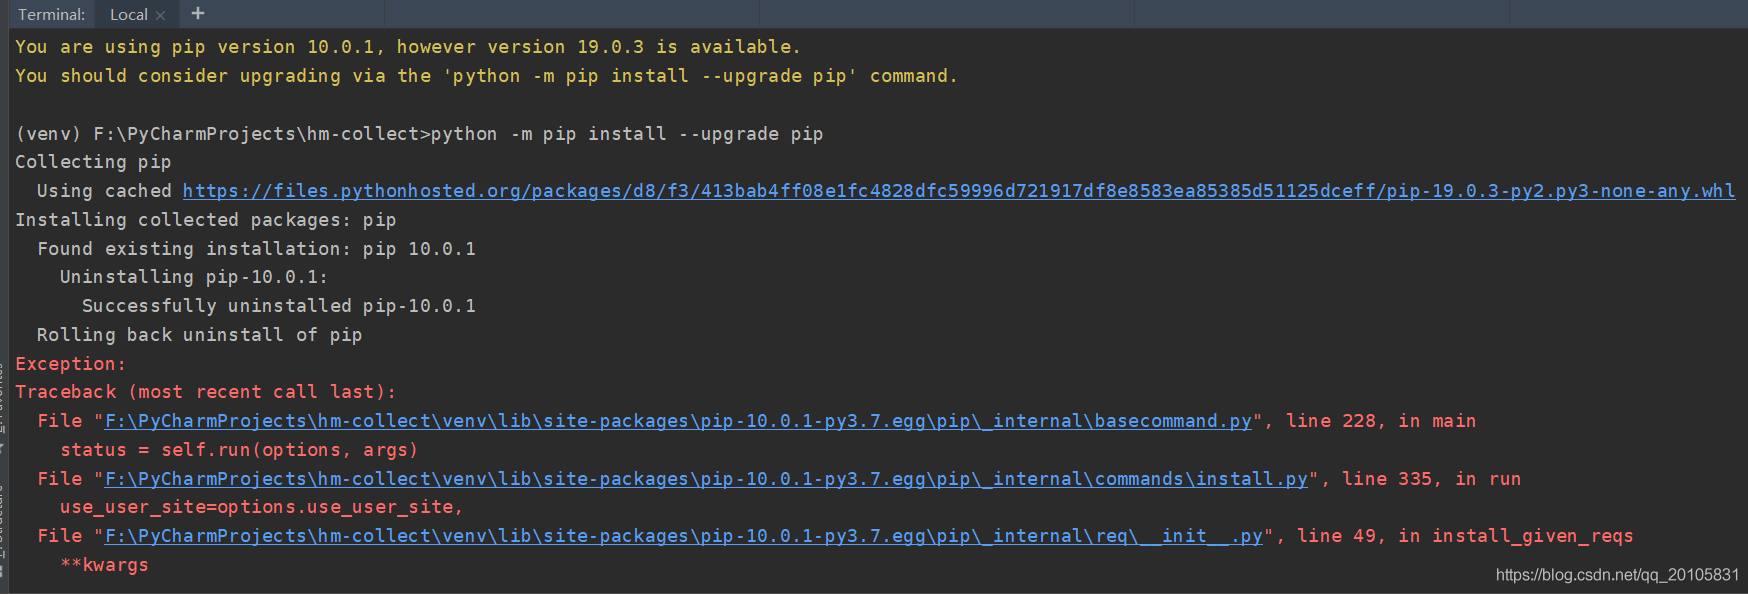 Terminal: Local × +
You are using pip version 10.0.1, however version 19.0.3 is available.
You should consider upgrading via the 'python -m pip install --upgrade pip' command.
(venv) F:\PyCharmProjects\hm-collect>python -m pip install --upgrade pip
Collecting pip
Using cached https://files.pythonhosted.org/packages/d8/f3/413bab4ff08e1fc4828dfc59996d721917df8e8583ea85385d51125dceff/pip-19.0.3-py2.py3-none-any.whl
Installing collected packages: pip
Found existing installation: pip 10.0.1
Uninstalling pip-10.0.1:
Successfully uninstalled pip-10.0.1
Rolling back uninstall of pip
Exception:
Traceback (most recent call last):
File "F:\PyCharmProjects\hm-collect\venv\lib\site-packages\pip-10.0.1-py3.7.egg\pip\_internal\basecommand.py", line 228, in main
status = self.run(options, args)
File "F:\PyCharmProjects\hm-collect\venv\lib\site-packages\pip-10.0.1-py3.7.egg\pip\_internal\commands\install.py", line 335, in run
use_user_site=options.use_user_site,
File "F:\PyCharmProjects\hm-collect\venv\lib\site-packages\pip-10.0.1-py3.7.egg\pip\_internal\req\__init__.py", line 49, in install_given_reqs
**kwargs
https://blog.csdn.net/qq_20105831